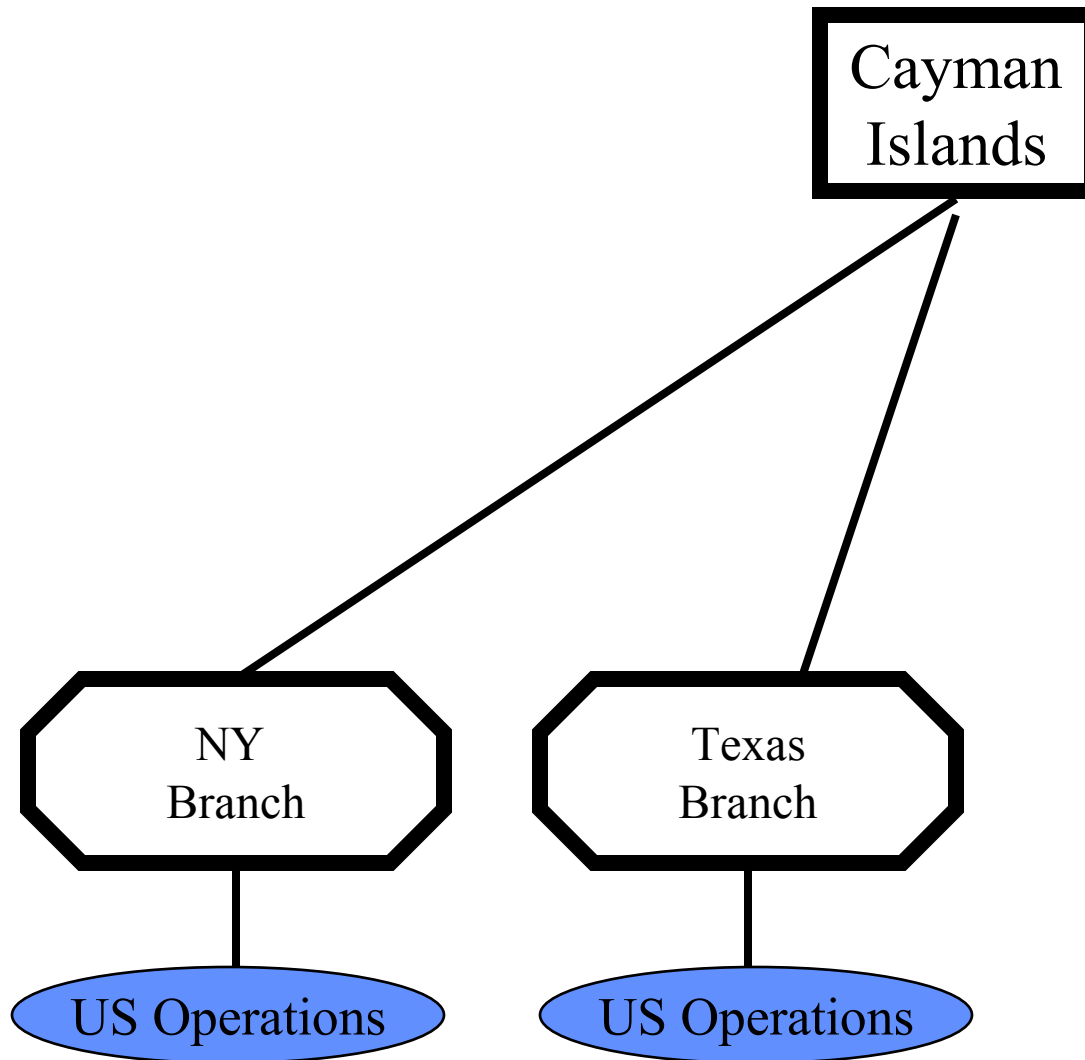 Cayman
Islands
NY
Branch
Texas
Branch
US Operations
US Operations